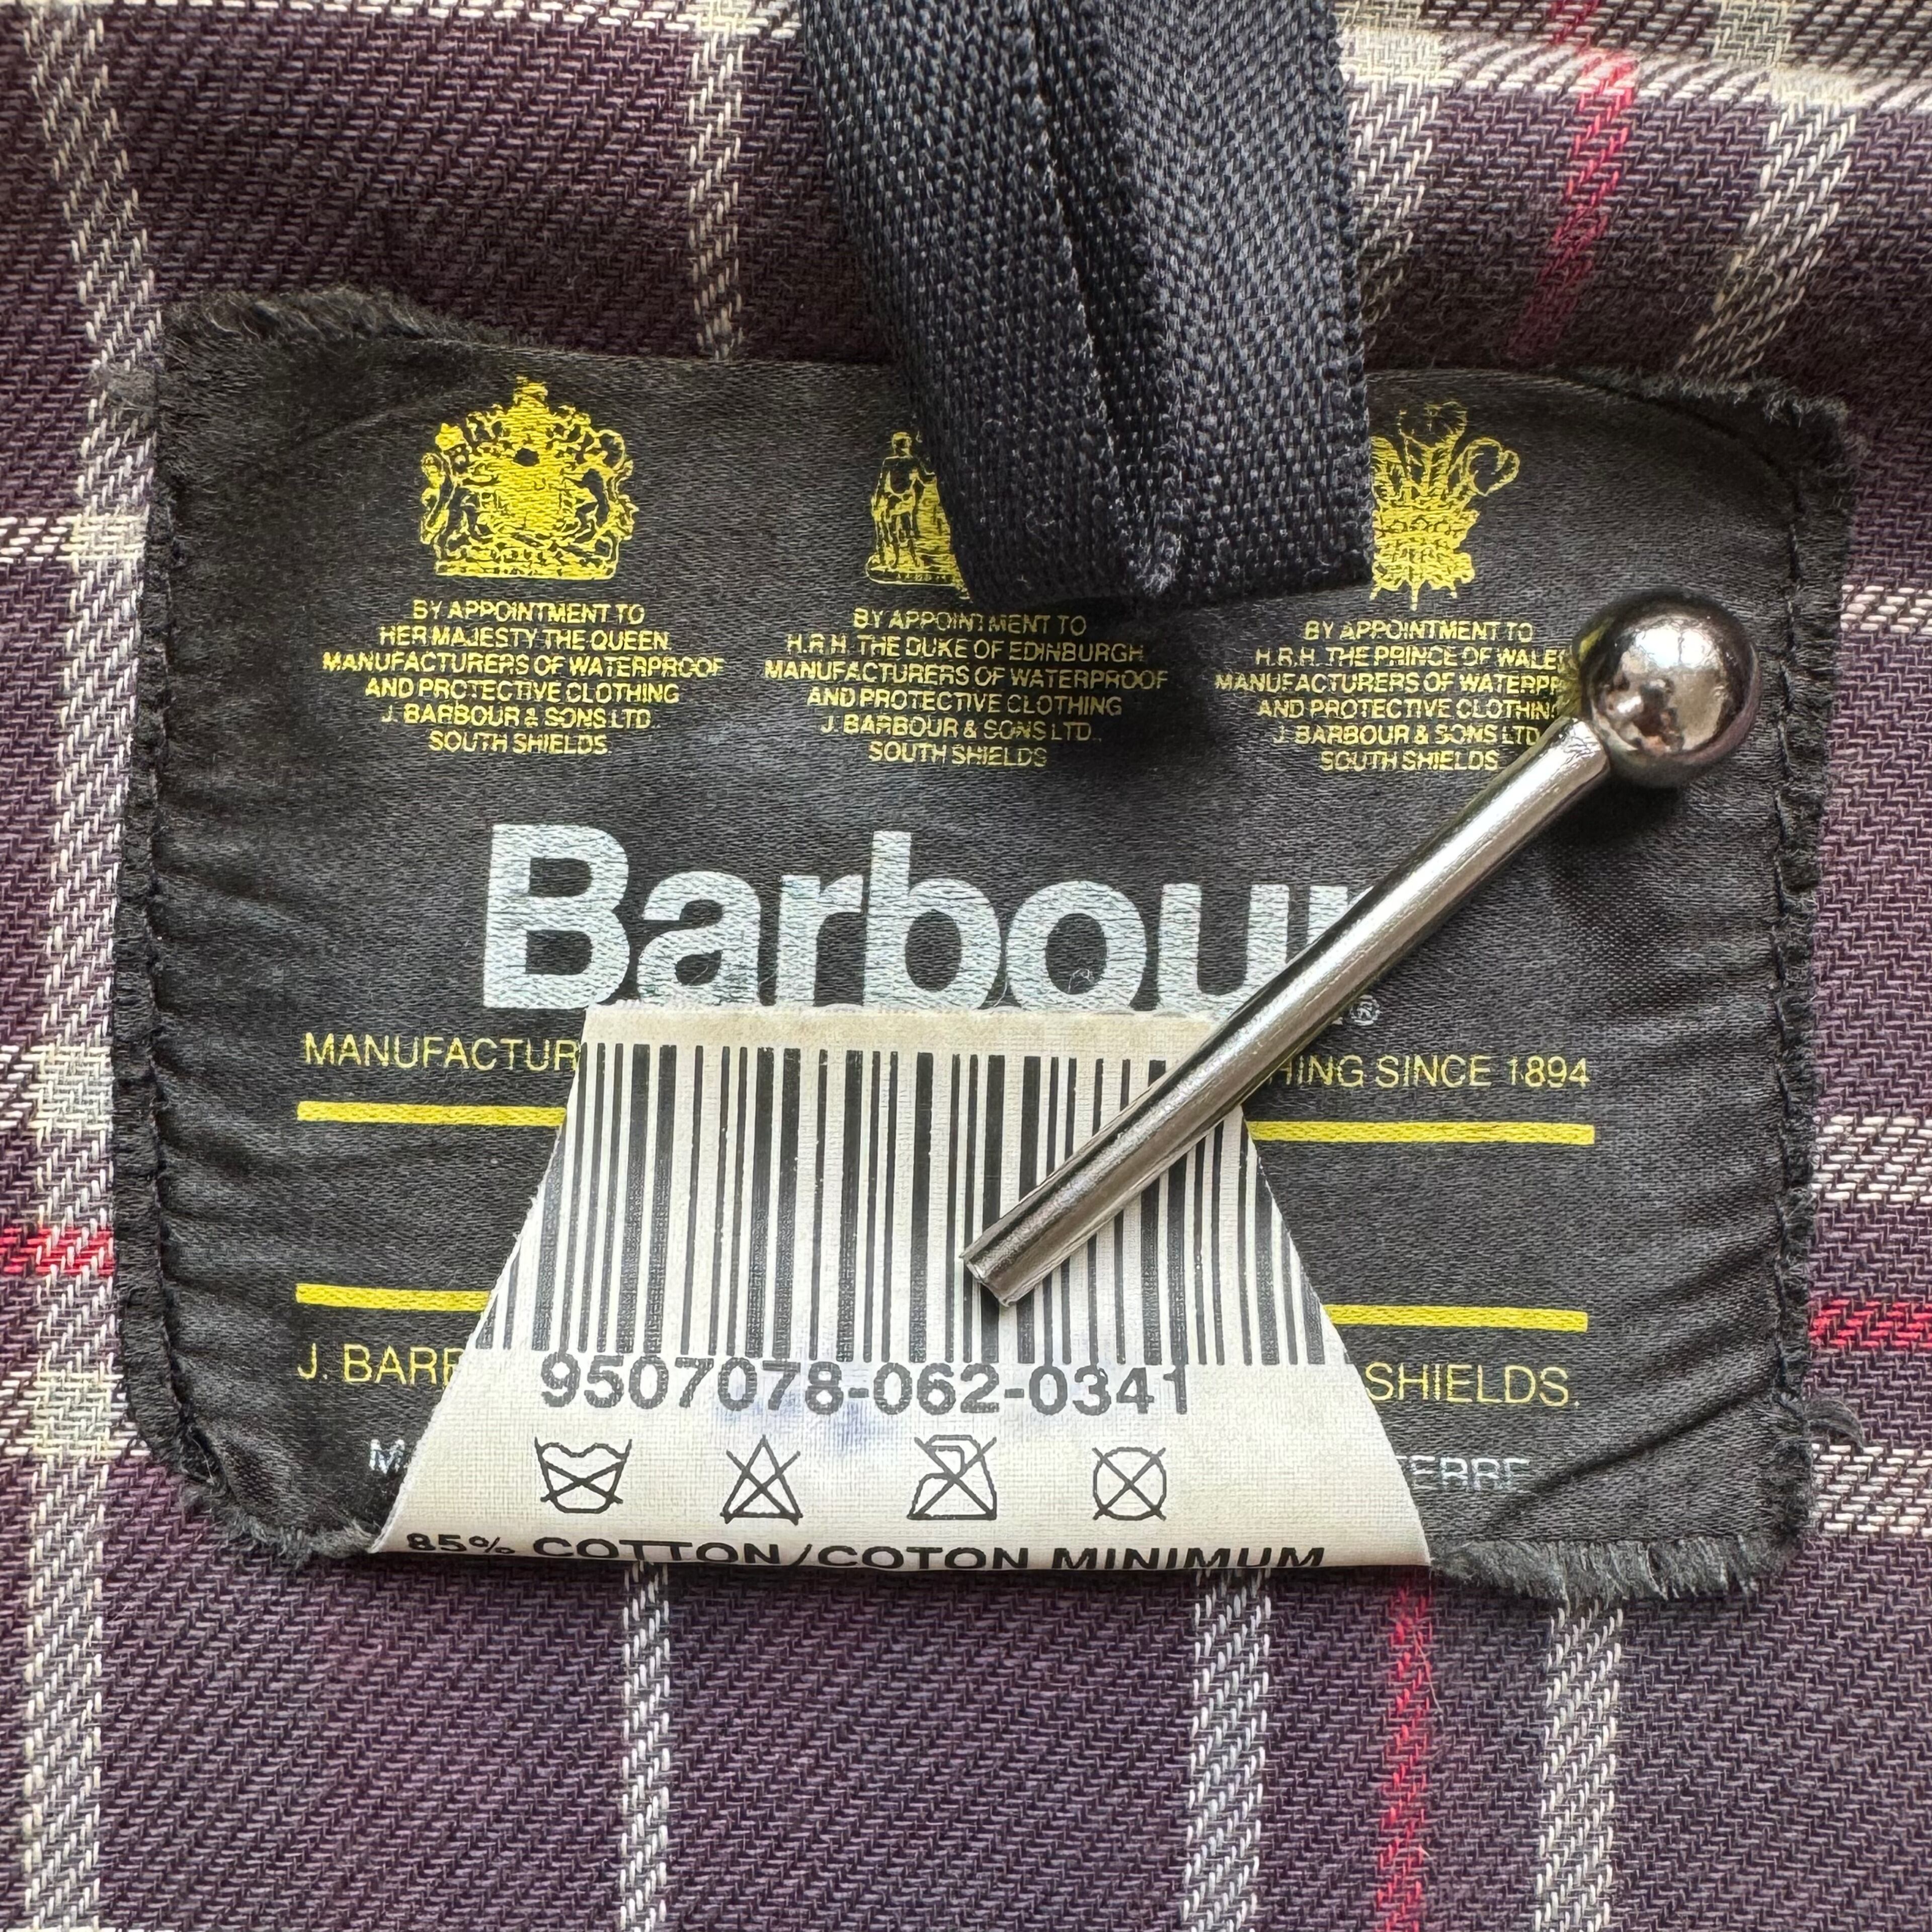 BY APPOINTMENT TO
HER MAJESTY THE QUEEN
MANUFACTURERS OF WATERPROOF
AND PROTECTIVE CLOTHING
J. BARBOUR & SONS LTD.
SOUTH SHIELDS
BY APPOINTMENT TO
H.R.H. THE DUKE OF EDINBURGH
MANUFACTURERS OF WATERPROOF
AND PROTECTIVE CLOTHING
J. BARBOUR & SONS LTD.
SOUTH SHIELDS
BY APPOINTMENT TO
H.R.H. THE PRINCE OF WALES
MANUFACTURERS OF WATERPR
AND PROTECTIVE CLOTHING
J. BARBOUR & SONS LTD
SOUTH SHIELDS
Barbour®
MANUFACTUR HING SINCE 1894
9507078-062-0341
J. BARB SHIELDS.
85% COTTON/COTON MINIMUM